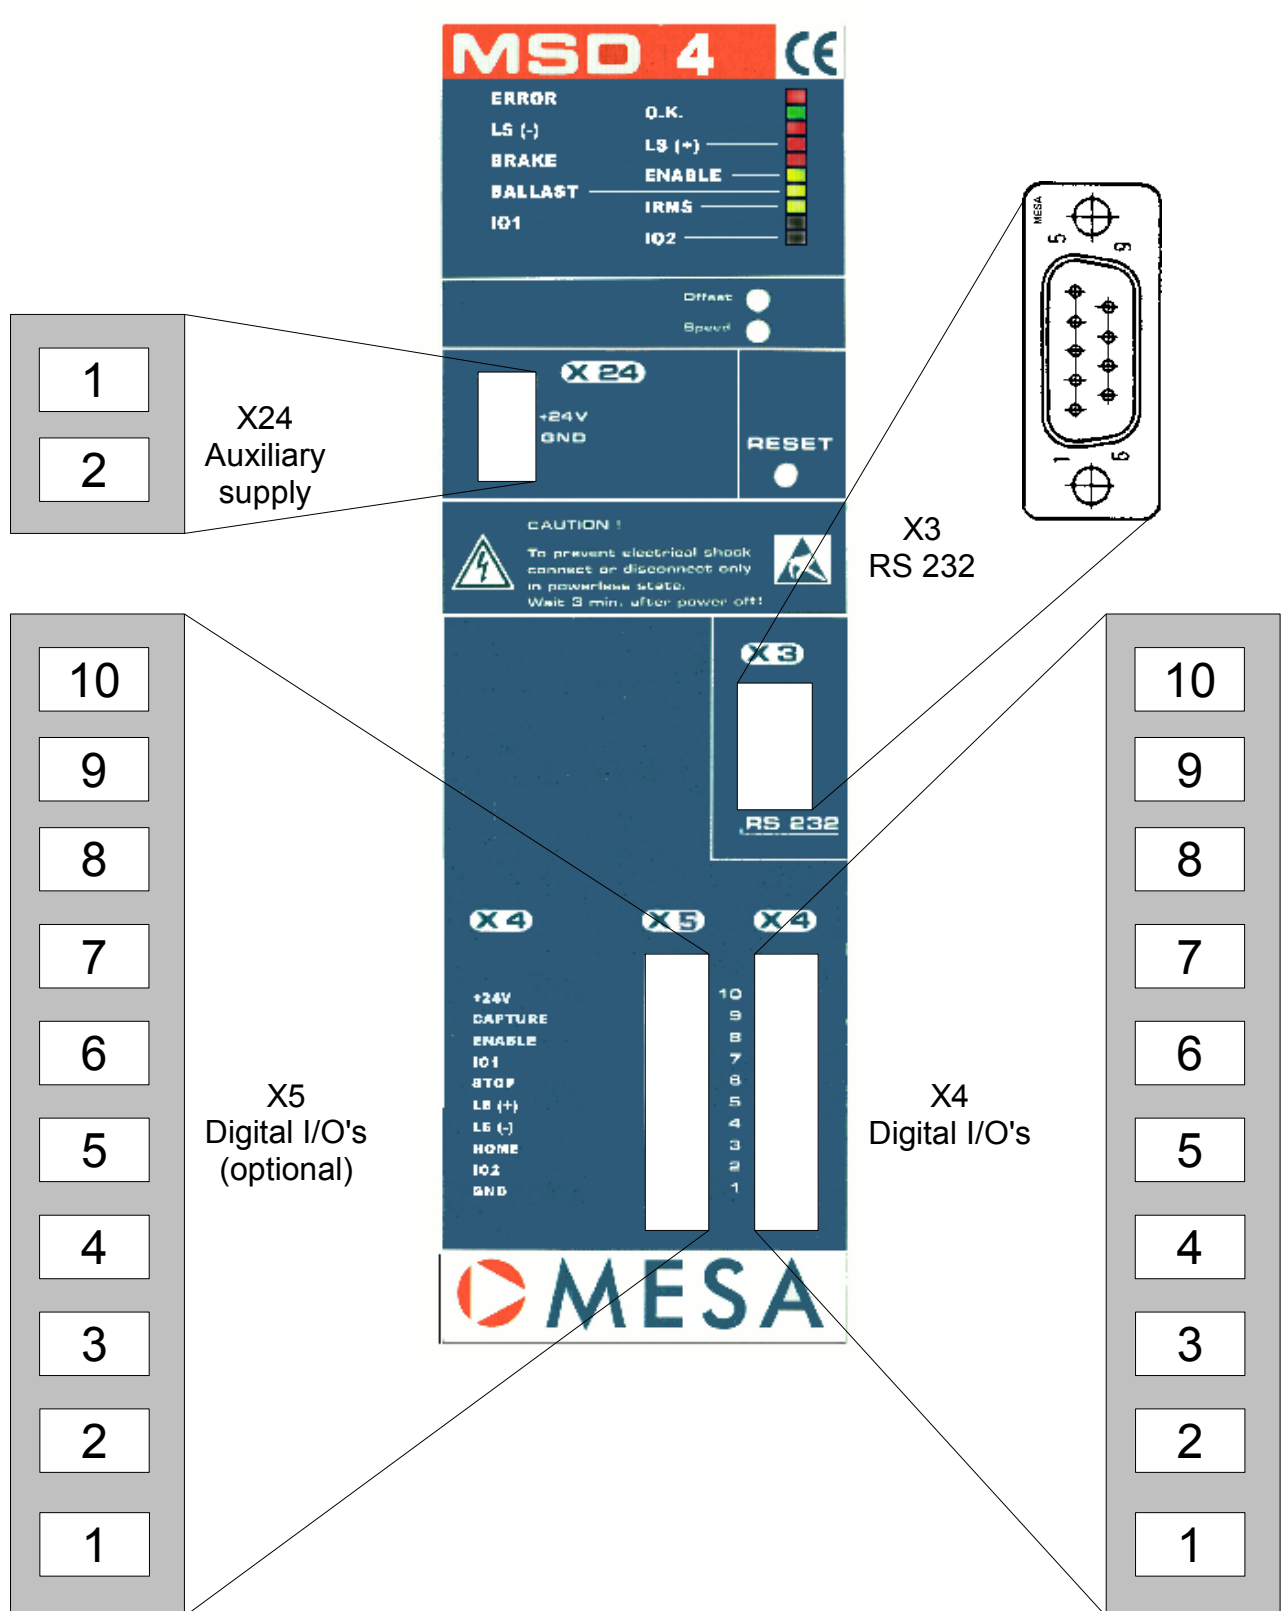 MSD 4 CE
ERROR
O.K.
LS (-)
LS (+)
BRAKE
ENABLE
BALLAST
IRMS
IO1
IO2
Offset
Speed
X 24
+24V
GND
RESET
1
2
X24
Auxiliary
supply
MESA
5
9
1
6
X3
RS 232
CAUTION !
To prevent electrical shock
connect or disconnect only
in powerless state.
Wait 3 min. after power off!
X 3
RS 232
X 4
X 5
X 4
+24V 10
CAPTURE 9
ENABLE 8
IO1 7
STOP 6
LS (+) 5
LS (-) 4
HOME 3
IO2 2
GND 1
MESA
10
9
8
7
6
5
4
3
2
1
X5
Digital I/O's
(optional)
X4
Digital I/O's
10
9
8
7
6
5
4
3
2
1